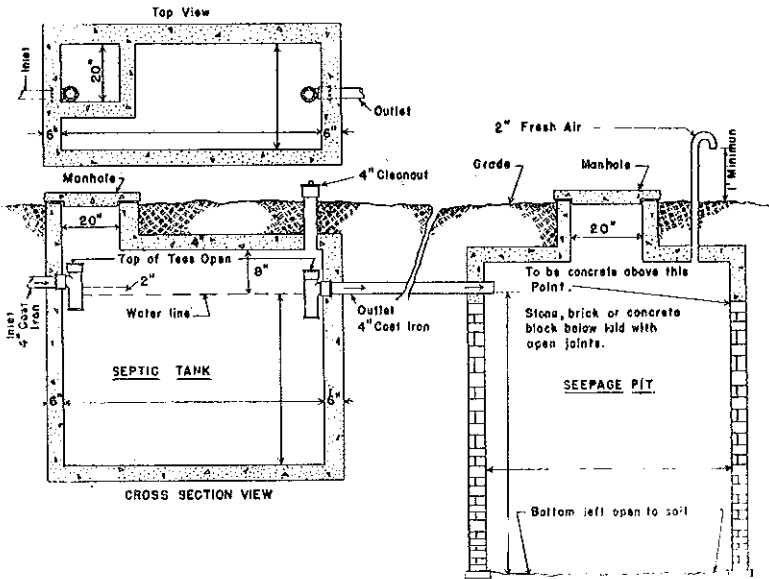 Top View
Inlet
20"
Outlet
6"
6"
2" Fresh Air
1' Minimun
Manhole
4" Cleanout
Grade
Manhole
20"
4"
20"
Top of Tees Open
8"
2"
Inlet
4" Cast
Iron
Water line
Outlet
4" Cast Iron
To be concrete above this
Point.
Stone, brick or concrete
block below laid with
open joints.
SEPTIC TANK
SEEPAGE PIT
6"
6"
CROSS SECTION VIEW
Bottom left open to soil